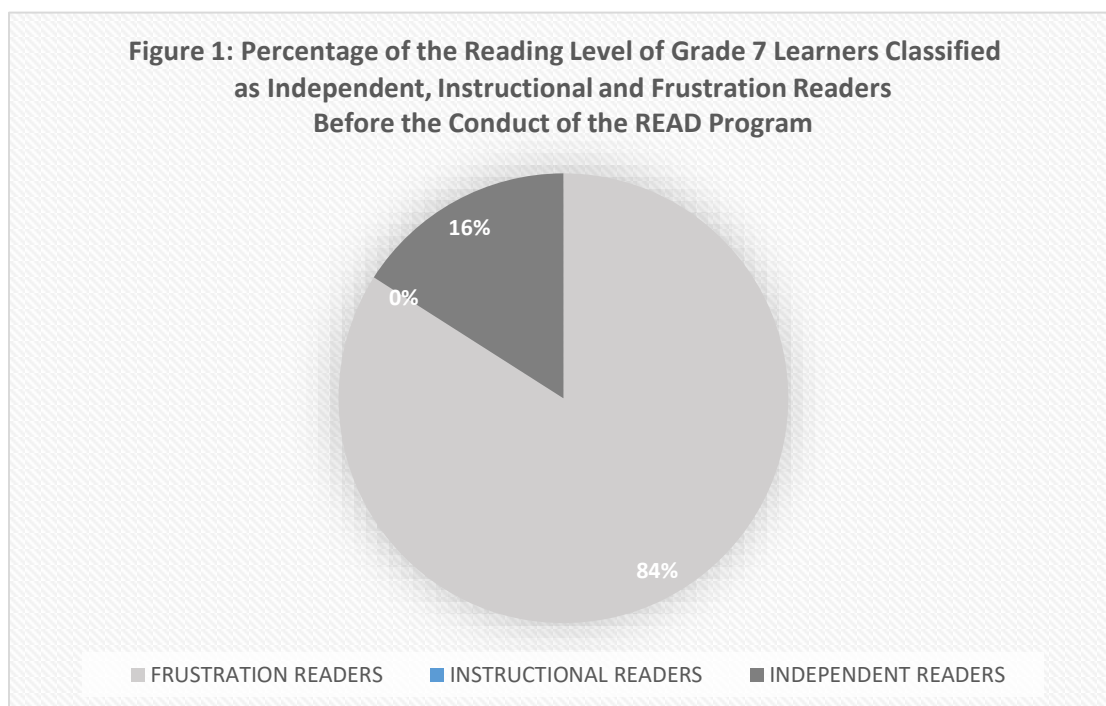 Figure 1: Percentage of the Reading Level of Grade 7 Learners Classified
as Independent, Instructional and Frustration Readers
Before the Conduct of the READ Program
16%
0%
84%
FRUSTRATION READERS INSTRUCTIONAL READERS INDEPENDENT READERS